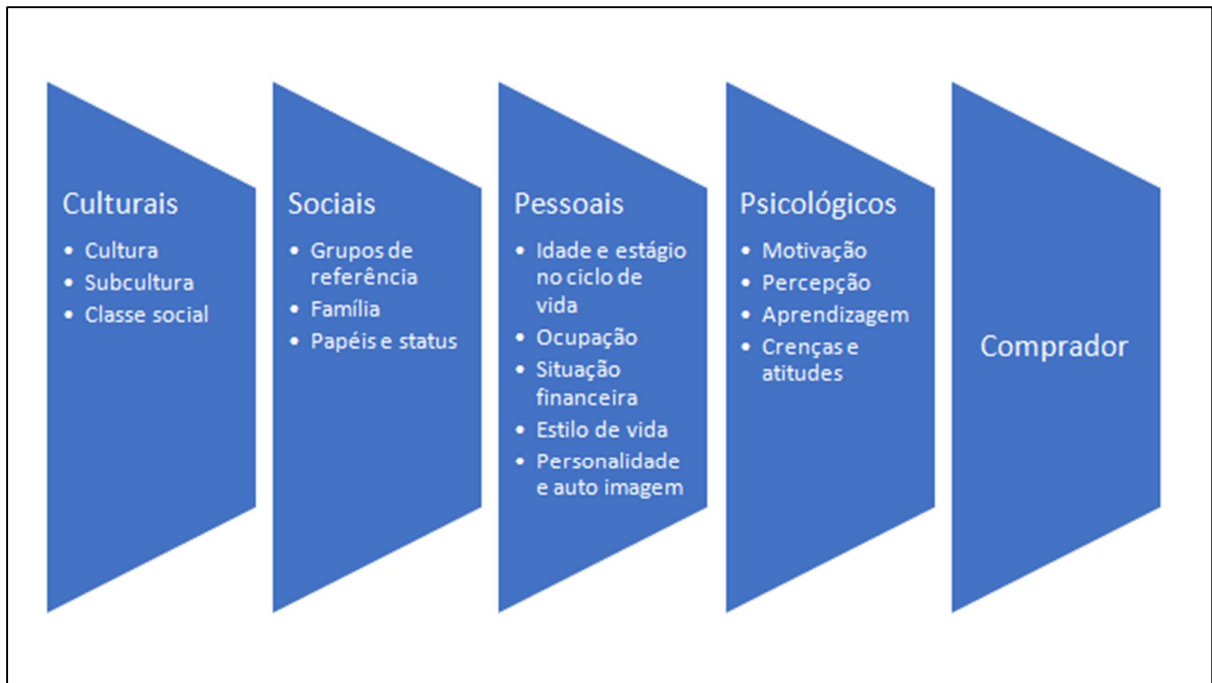 Culturais
• Cultura
• Subcultura
• Classe social
Sociais
• Grupos de
referência
• Família
• Papéis e status
Pessoais
• Idade e estágio
no ciclo de
vida
• Ocupação
• Situação
financeira
• Estilo de vida
• Personalidade
e auto imagem
Psicológicos
• Motivação
• Percepção
• Aprendizagem
• Crenças e
atitudes
Comprador